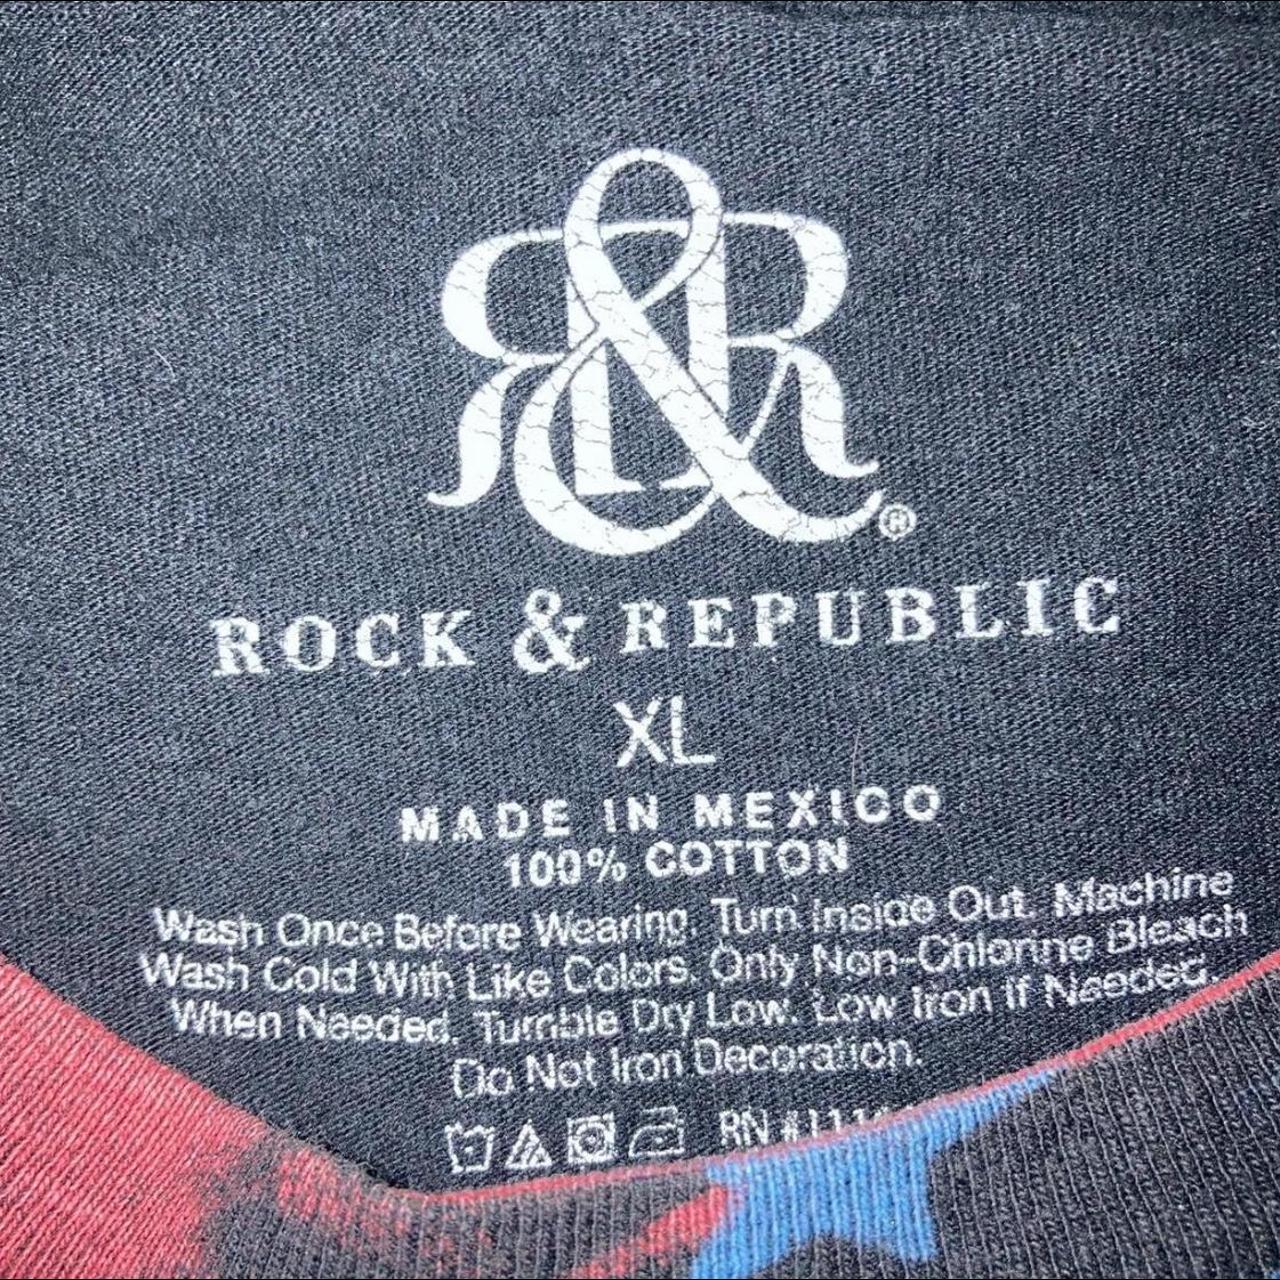 R&R®
ROCK & REPUBLIC
XL
MADE IN MEXICO
100% COTTON
Wash Once Before Wearing. Turn Inside Out. Machine
Wash Cold With Like Colors. Only Non-Chlorine Bleach
When Needed. Tumble Dry Low. Low Iron If Needed.
Do Not Iron Decoration.
RN #